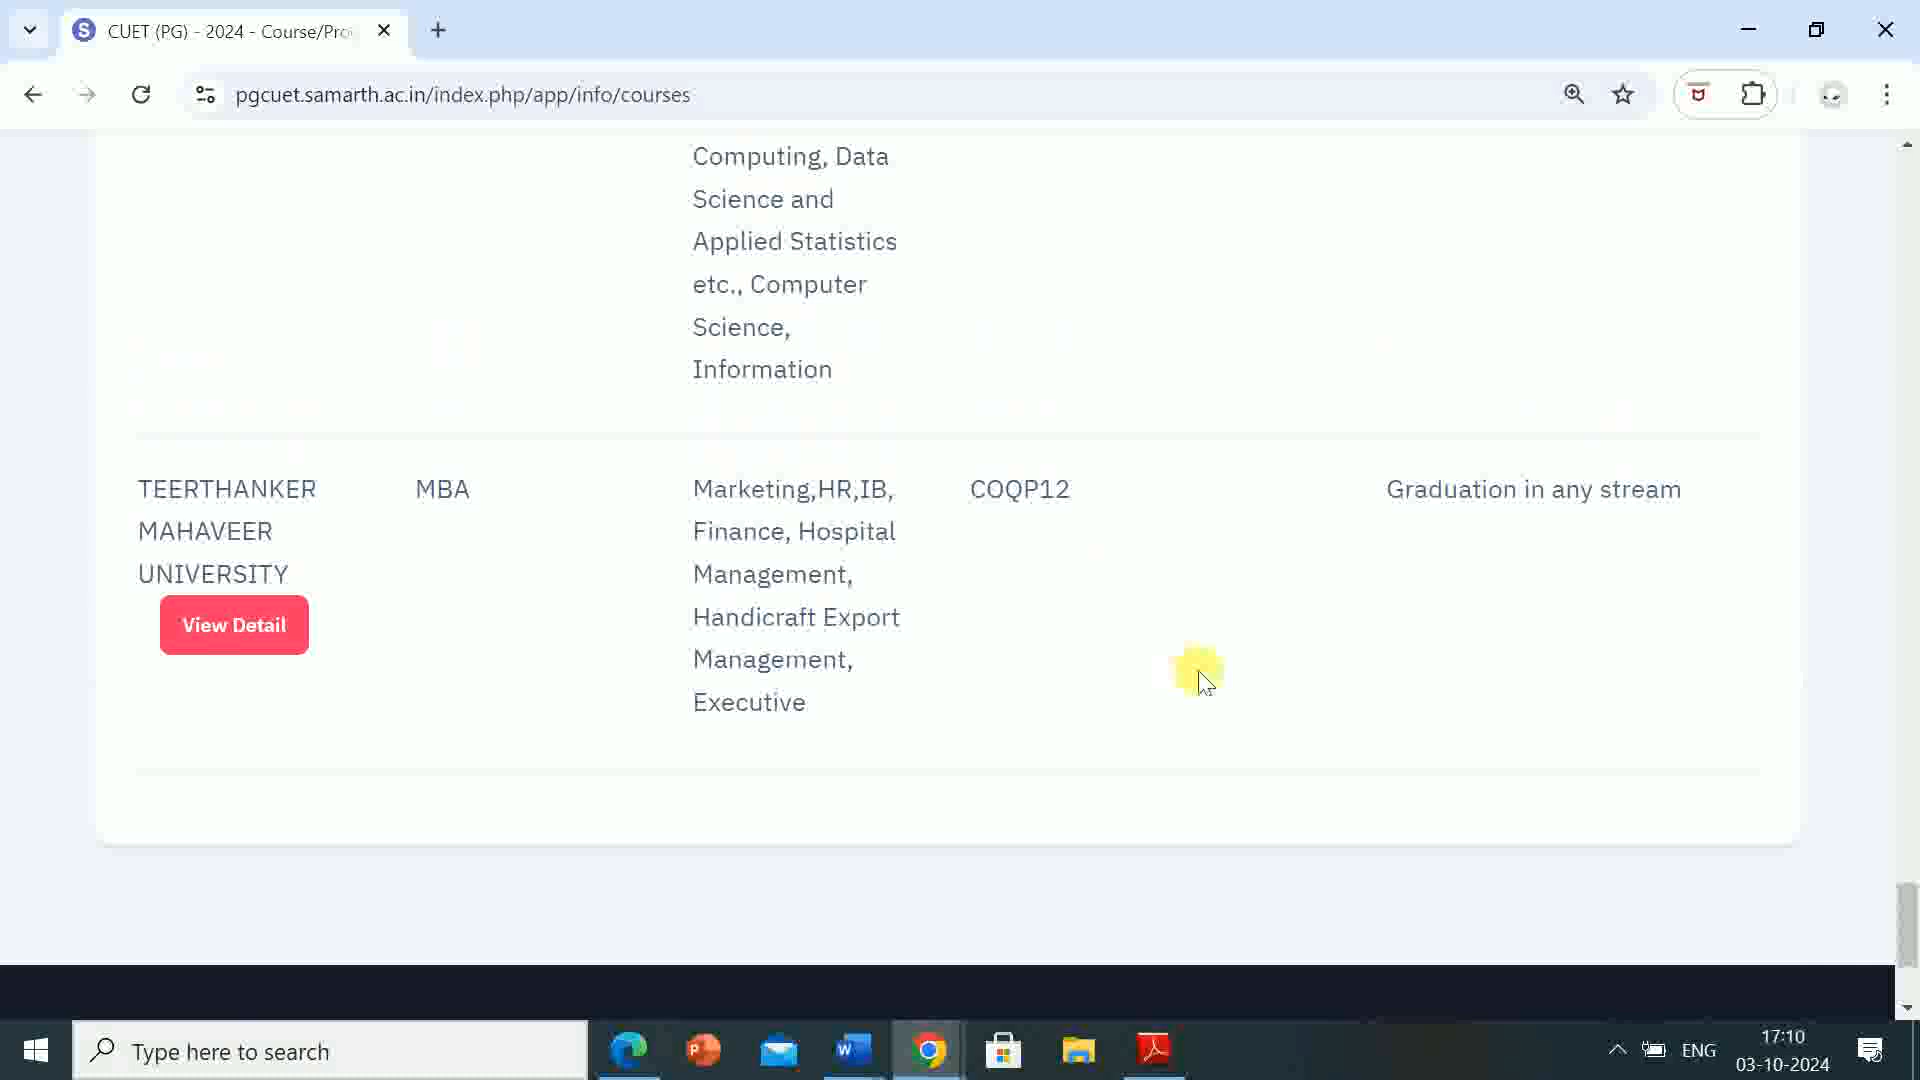 CUET (PG) - 2024 - Course/Pro
pgcuet.samarth.ac.in/index.php/app/info/courses
Computing, Data
Science and
Applied Statistics
etc., Computer
Science,
Information
TEERTHANKER
MAHAVEER
UNIVERSITY
View Detail
MBA
Marketing,HR,IB,
Finance, Hospital
Management,
Handicraft Export
Management,
Executive
COQP12
Graduation in any stream
Type here to search
ENG
17:10
03-10-2024